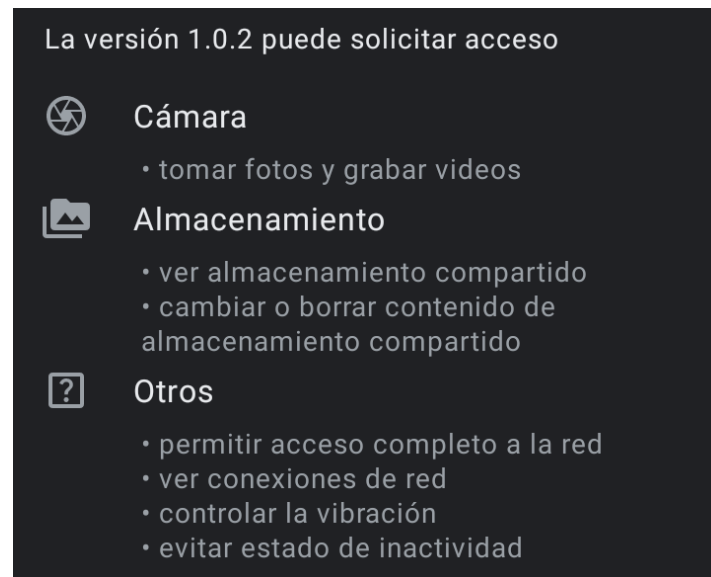 La versión 1.0.2 puede solicitar acceso
Cámara
• tomar fotos y grabar videos
Almacenamiento
• ver almacenamiento compartido
• cambiar o borrar contenido de
almacenamiento compartido
Otros
• permitir acceso completo a la red
• ver conexiones de red
• controlar la vibración
• evitar estado de inactividad